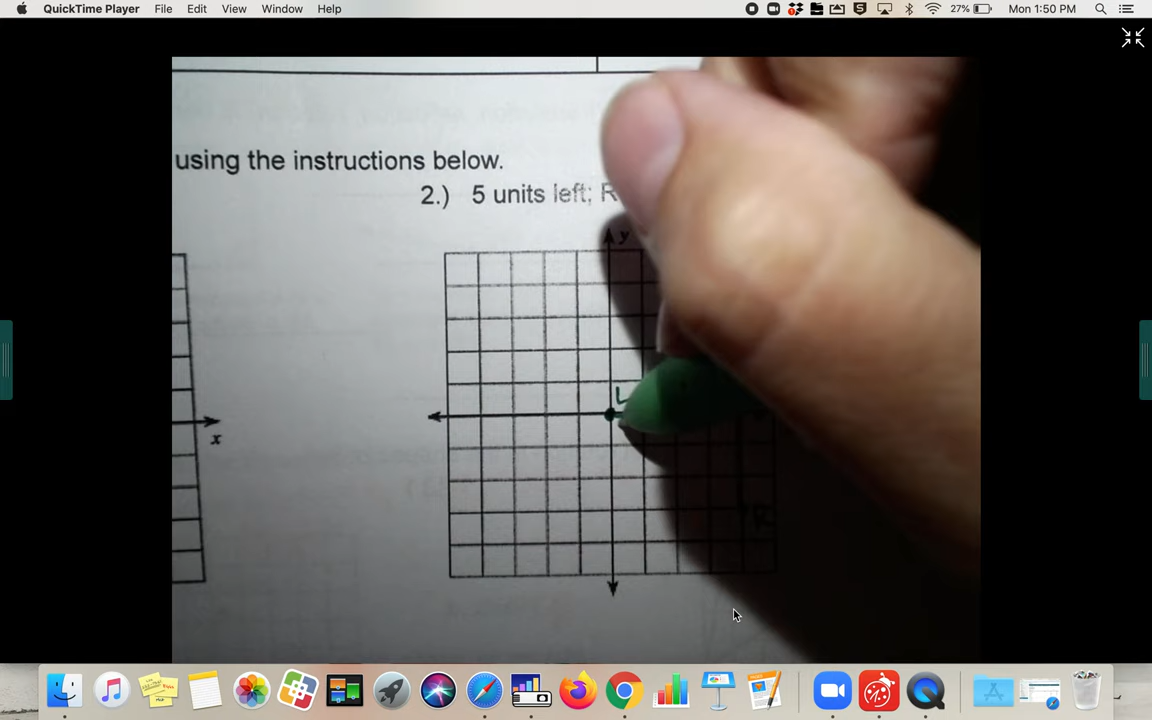 QuickTime Player File Edit View Window Help 27% Mon 1:50 PM
using the instructions below.
2.) 5 units left; R
y
L
x
R